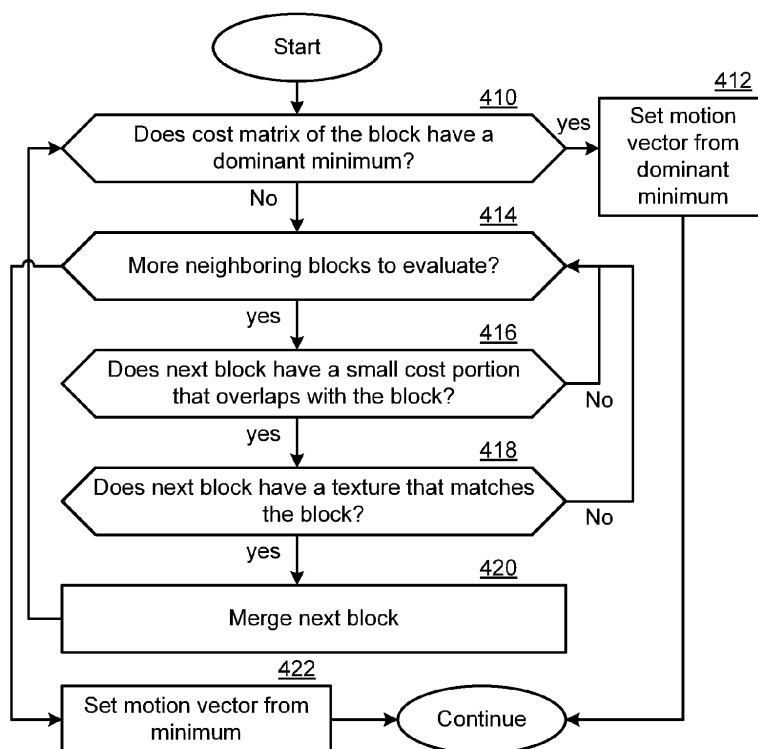 Start
410
Does cost matrix of the block have a
dominant minimum?
yes
412
Set motion
vector from
dominant
minimum
No
414
More neighboring blocks to evaluate?
yes
416
Does next block have a small cost portion
that overlaps with the block?
No
yes
418
Does next block have a texture that matches
the block?
No
yes
420
Merge next block
422
Set motion vector from
minimum
Continue